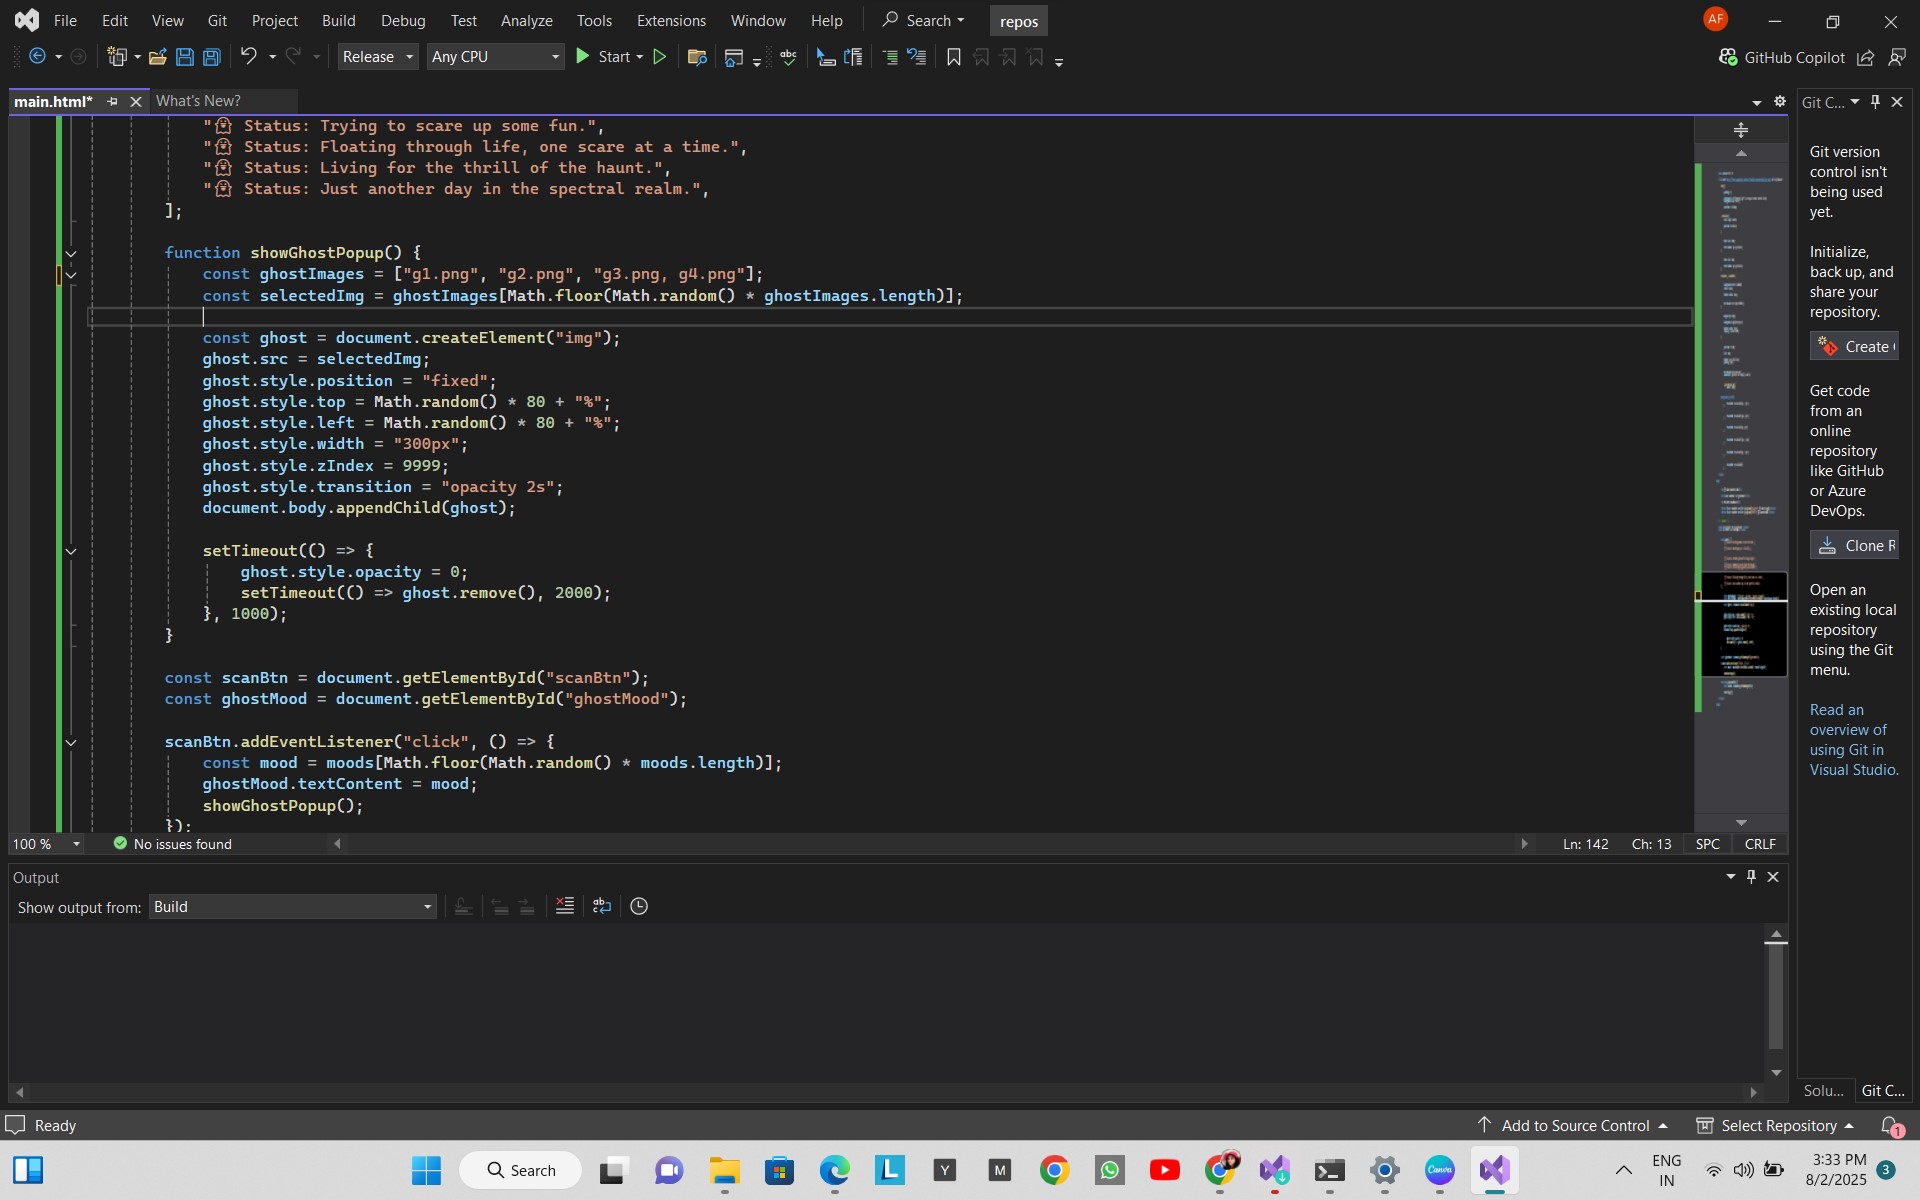 File Edit View Git Project Build Debug Test Analyze Tools Extensions Window Help Search repos AF
Release Any CPU Start abc GitHub Copilot
main.html* What's New? Git C...
"👻 Status: Trying to scare up some fun.",
"👻 Status: Floating through life, one scare at a time.",
"👻 Status: Living for the thrill of the haunt.",
"👻 Status: Just another day in the spectral realm.",
];
function showGhostPopup() {
const ghostImages = ["g1.png", "g2.png", "g3.png, g4.png"];
const selectedImg = ghostImages[Math.floor(Math.random() * ghostImages.length)];
const ghost = document.createElement("img");
ghost.src = selectedImg;
ghost.style.position = "fixed";
ghost.style.top = Math.random() * 80 + "%";
ghost.style.left = Math.random() * 80 + "%";
ghost.style.width = "300px";
ghost.style.zIndex = 9999;
ghost.style.transition = "opacity 2s";
document.body.appendChild(ghost);
setTimeout(() => {
ghost.style.opacity = 0;
setTimeout(() => ghost.remove(), 2000);
}, 1000);
}
const scanBtn = document.getElementById("scanBtn");
const ghostMood = document.getElementById("ghostMood");
scanBtn.addEventListener("click", () => {
const mood = moods[Math.floor(Math.random() * moods.length)];
ghostMood.textContent = mood;
showGhostPopup();
});
100 % No issues found Ln: 142 Ch: 13 SPC CRLF
Git version
control isn't
being used
yet.
Initialize,
back up, and
share your
repository.
Create
Get code
from an
online
repository
like GitHub
or Azure
DevOps.
Clone R
Open an
existing local
repository
using the Git
menu.
Read an
overview of
using Git in
Visual Studio.
Output
Show output from: Build
Solu... Git C...
Ready Add to Source Control Select Repository 1
Search L Y M Canva ENG
IN
3:33 PM
8/2/2025
3